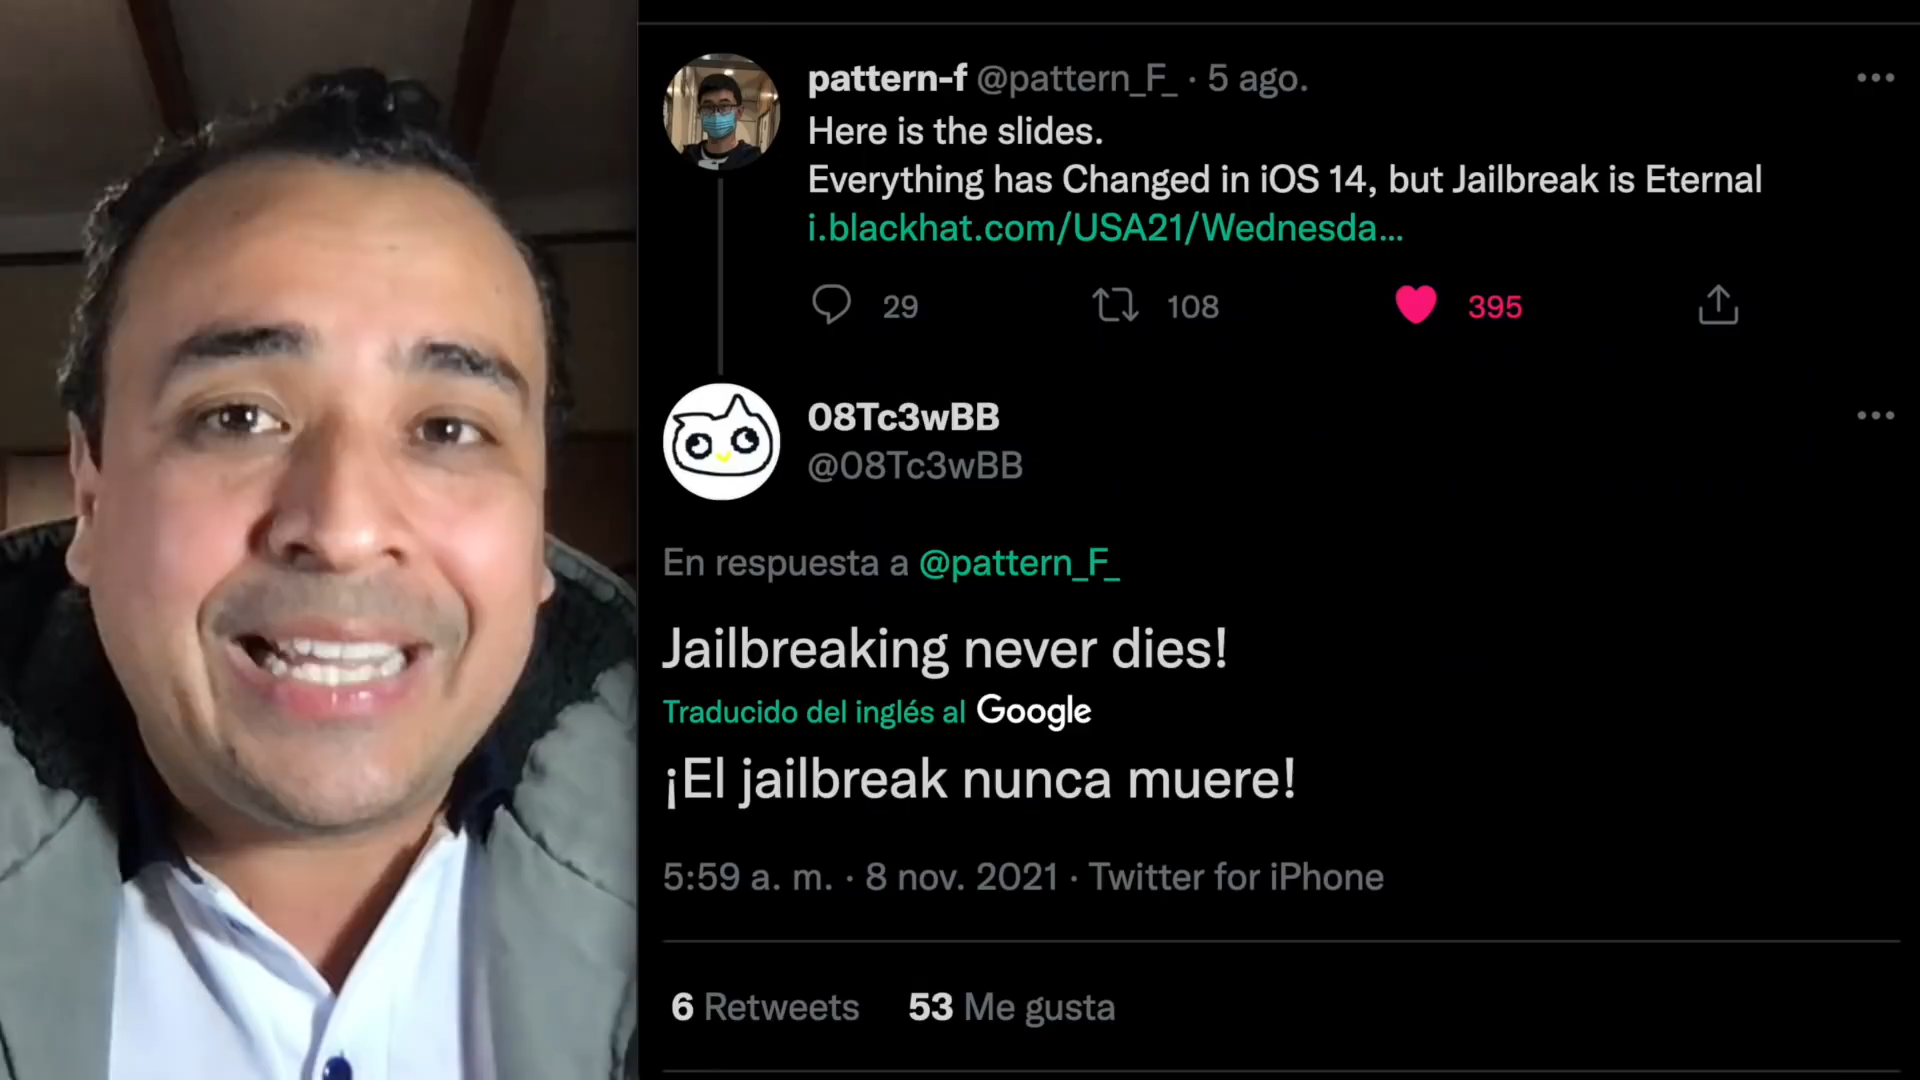 pattern-f @pattern_F_ · 5 ago.
Here is the slides.
Everything has Changed in iOS 14, but Jailbreak is Eternal
i.blackhat.com/USA21/Wednesda...
29 108 395
08Tc3wBB
@08Tc3wBB
En respuesta a @pattern_F_
Jailbreaking never dies!
Traducido del inglés al Google
¡El jailbreak nunca muere!
5:59 a. m. · 8 nov. 2021 · Twitter for iPhone
6 Retweets 53 Me gusta